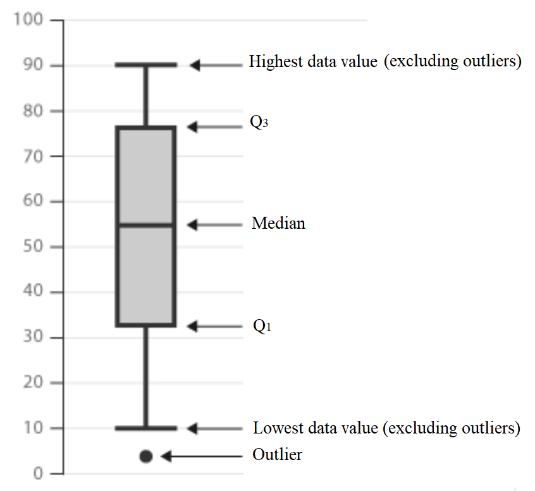 100
90
Highest data value (excluding outliers)
80
Q3
70
60
Median
50
40
Q1
30
20
10
Lowest data value (excluding outliers)
Outlier
0